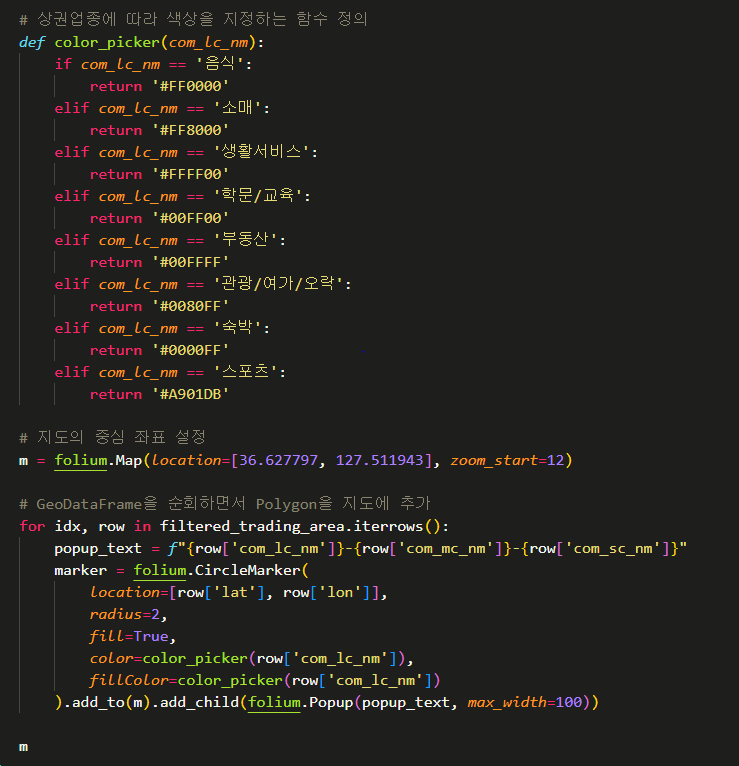 # 상권업종에 따라 색상을 지정하는 함수 정의
def color_picker(com_lc_nm):
    if com_lc_nm == '음식':
        return '#FF0000'
    elif com_lc_nm == '소매':
        return '#FF8000'
    elif com_lc_nm == '생활서비스':
        return '#FFFF00'
    elif com_lc_nm == '학문/교육':
        return '#00FF00'
    elif com_lc_nm == '부동산':
        return '#00FFFF'
    elif com_lc_nm == '관광/여가/오락':
        return '#0080FF'
    elif com_lc_nm == '숙박':
        return '#0000FF'
    elif com_lc_nm == '스포츠':
        return '#A901DB'

# 지도의 중심 좌표 설정
m = folium.Map(location=[36.627797, 127.511943], zoom_start=12)

# GeoDataFrame을 순회하면서 Polygon을 지도에 추가
for idx, row in filtered_trading_area.iterrows():
    popup_text = f"{row['com_lc_nm']}-{row['com_mc_nm']}-{row['com_sc_nm']}"
    marker = folium.CircleMarker(
        location=[row['lat'], row['lon']],
        radius=2,
        fill=True,
        color=color_picker(row['com_lc_nm']),
        fillColor=color_picker(row['com_lc_nm'])
    ).add_to(m).add_child(folium.Popup(popup_text, max_width=100))

m